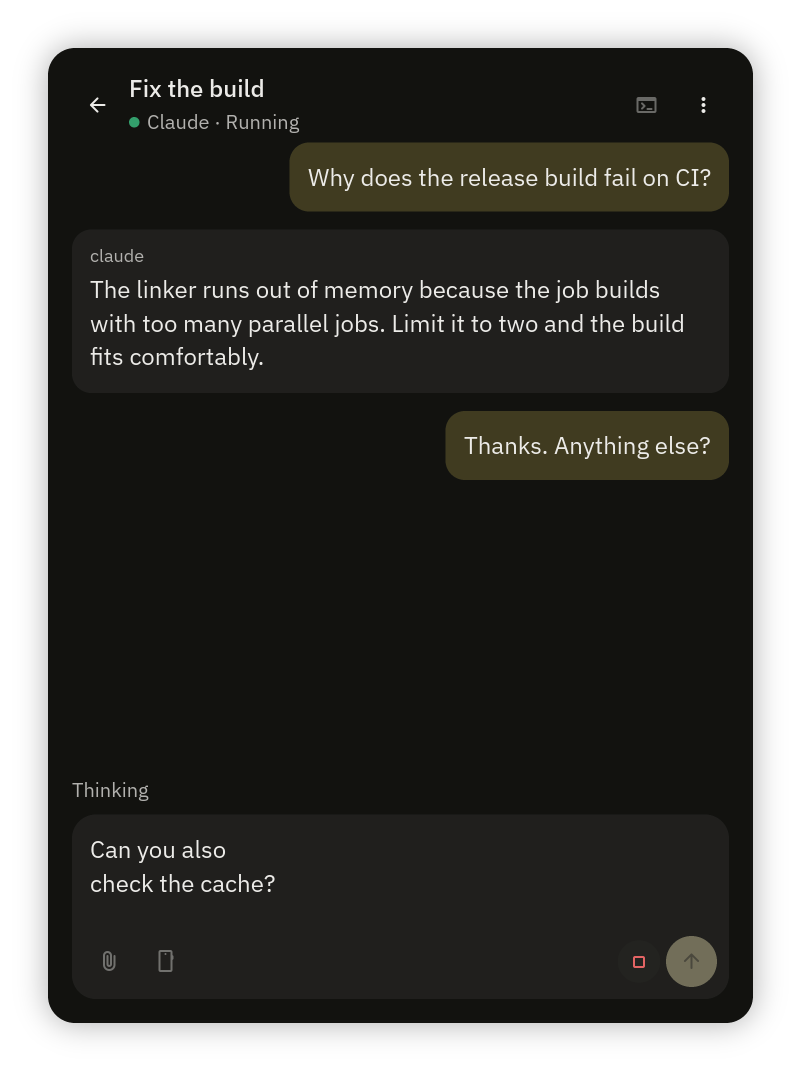 Fix the build
Claude · Running
Why does the release build fail on CI?
claude
The linker runs out of memory because the job builds
with too many parallel jobs. Limit it to two and the build
fits comfortably.
Thanks. Anything else?
Thinking
Can you also
check the cache?